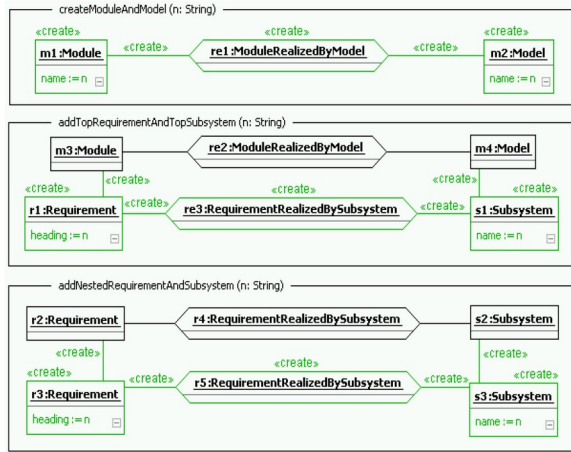 createModuleAndModel (n: String)
«create» «create» «create»
m1:Module «create» re1:ModuleRealizedByModel «create» m2:Model
name := n name := n
addTopRequirementAndTopSubsystem (n: String)
m3:Module re2:ModuleRealizedByModel m4:Model
«create» «create»
«create» «create» «create»
r1:Requirement «create» re3:RequirementRealizedBySubsystem «create» s1:Subsystem
heading := n name := n
addNestedRequirementAndSubsystem (n: String)
r2:Requirement r4:RequirementRealizedBySubsystem s2:Subsystem
«create» «create»
«create» «create» «create»
r3:Requirement «create» r5:RequirementRealizedBySubsystem «create» s3:Subsystem
heading := n name := n